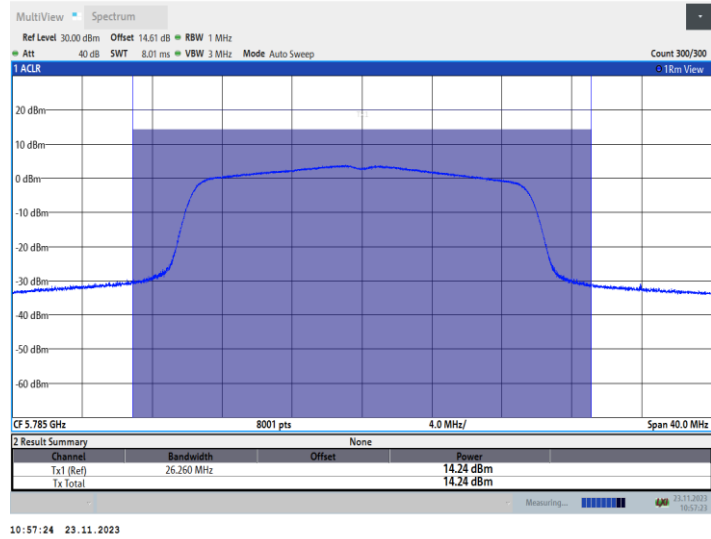 MultiView Spectrum
Ref Level 30.00 dBm Offset 14.61 dB RBW 1 MHz
Att 40 dB SWT 8.01 ms VBW 3 MHz Mode Auto Sweep Count 300/300
1 ACLR 1Rm View
20 dBm
10 dBm
0 dBm
-10 dBm
-20 dBm
-30 dBm
-40 dBm
-50 dBm
-60 dBm
CF 5.785 GHz 8001 pts 4.0 MHz/ Span 40.0 MHz
2 Result Summary None
Channel Bandwidth Offset Power
Tx1 (Ref) 26.260 MHz 14.24 dBm
Tx Total 14.24 dBm
Measuring... 23.11.2023
10:57:23
10:57:24 23.11.2023